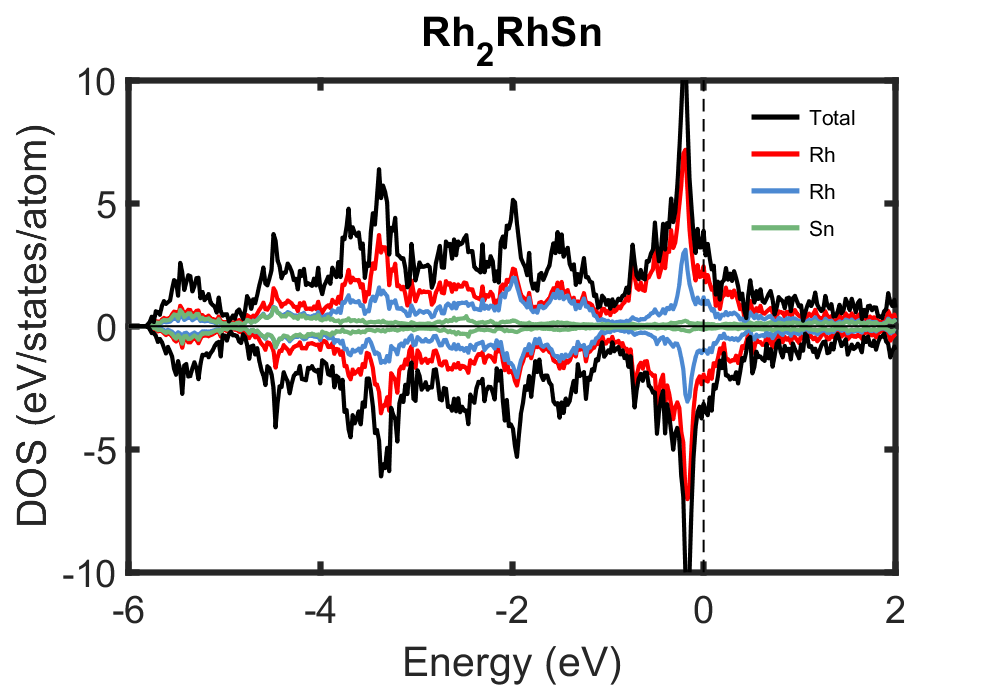 Rh₂RhSn
DOS (eV/states/atom)
10
5
0
-5
-10
Total
Rh
Rh
Sn
-6 -4 -2 0 2
Energy (eV)